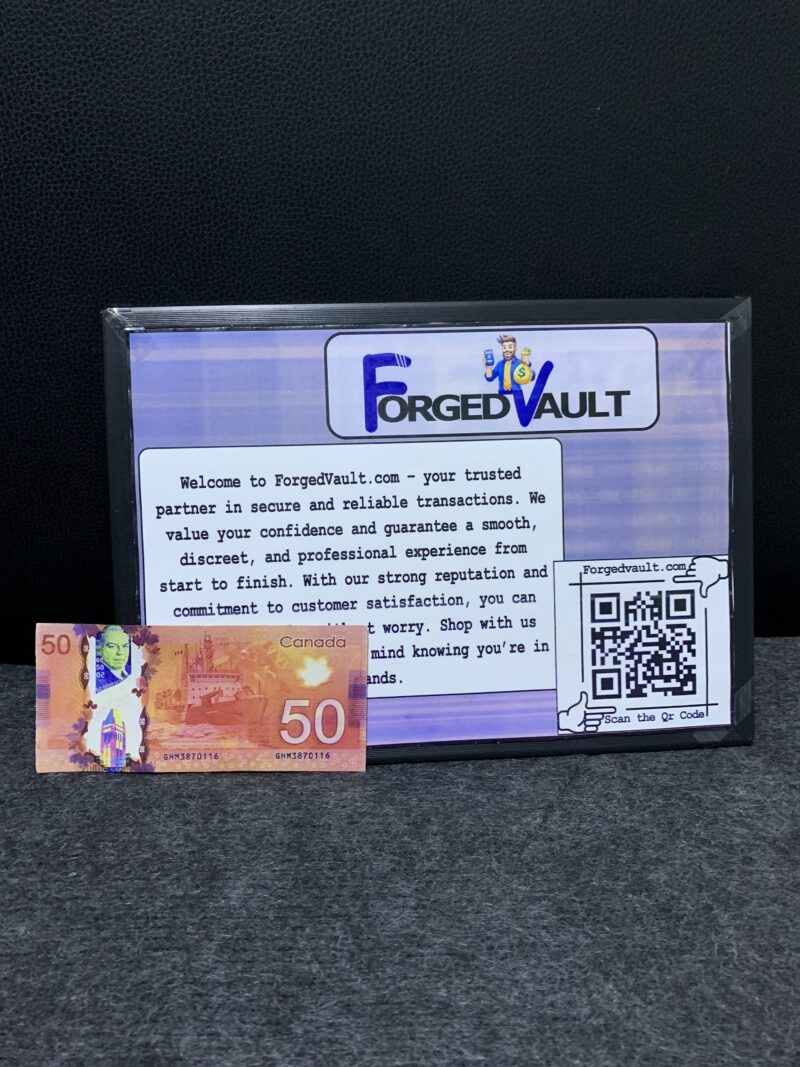 FORGEDVAULT
Welcome to ForgedVault.com – your trusted
partner in secure and reliable transactions. We
value your confidence and guarantee a smooth,
discreet, and professional experience from
start to finish. With our strong reputation and
commitment to customer satisfaction, you can
worry. Shop with us
mind knowing you're in
Forgedvault.com
Scan the Qr Code
50
Canada
50
GHM3870116
GHM3870116